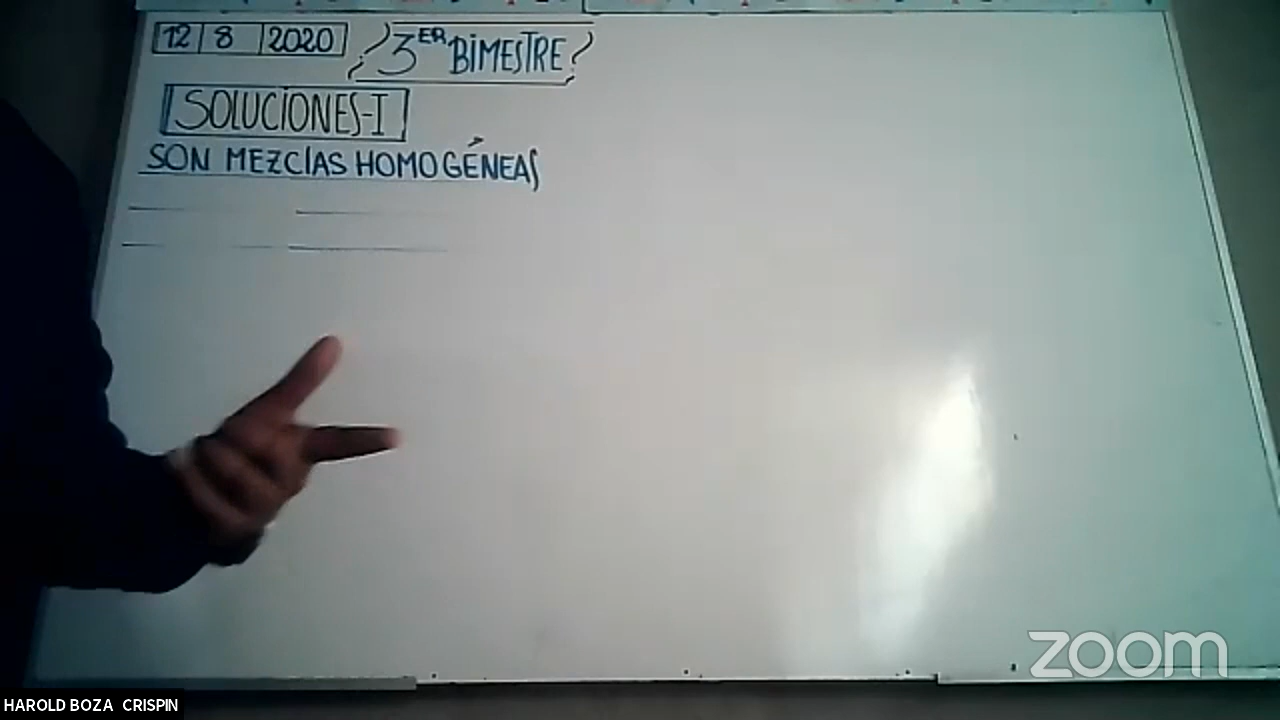 12 8 2020 ¿3ER BIMESTRE?
SOLUCIONES-I
SON MEZCLAS HOMOGÉNEAS
zoom
HAROLD BOZA CRISPIN